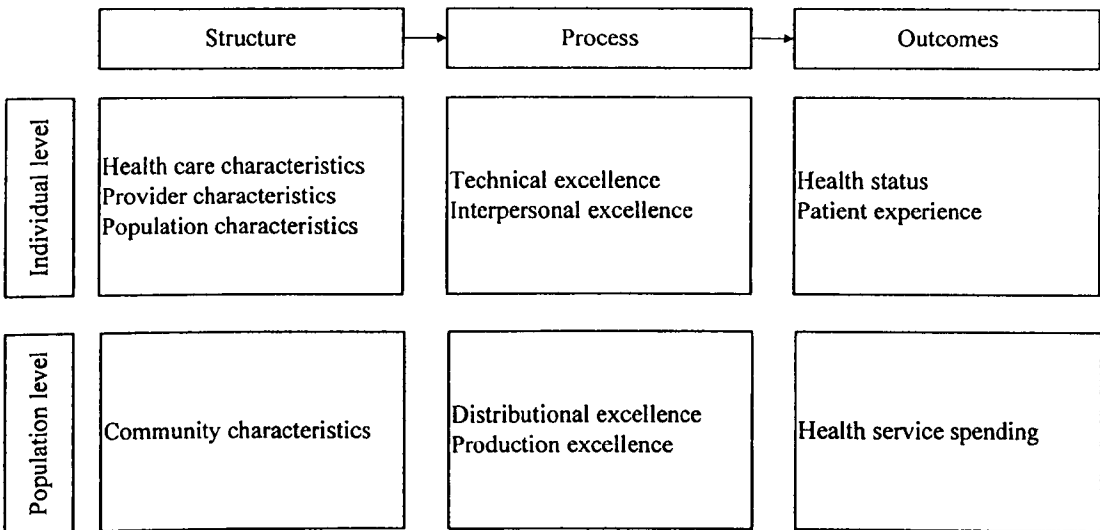 Structure
Process
Outcomes
Individual level
Health care characteristics
Provider characteristics
Population characteristics
Technical excellence
Interpersonal excellence
Health status
Patient experience
Population level
Community characteristics
Distributional excellence
Production excellence
Health service spending